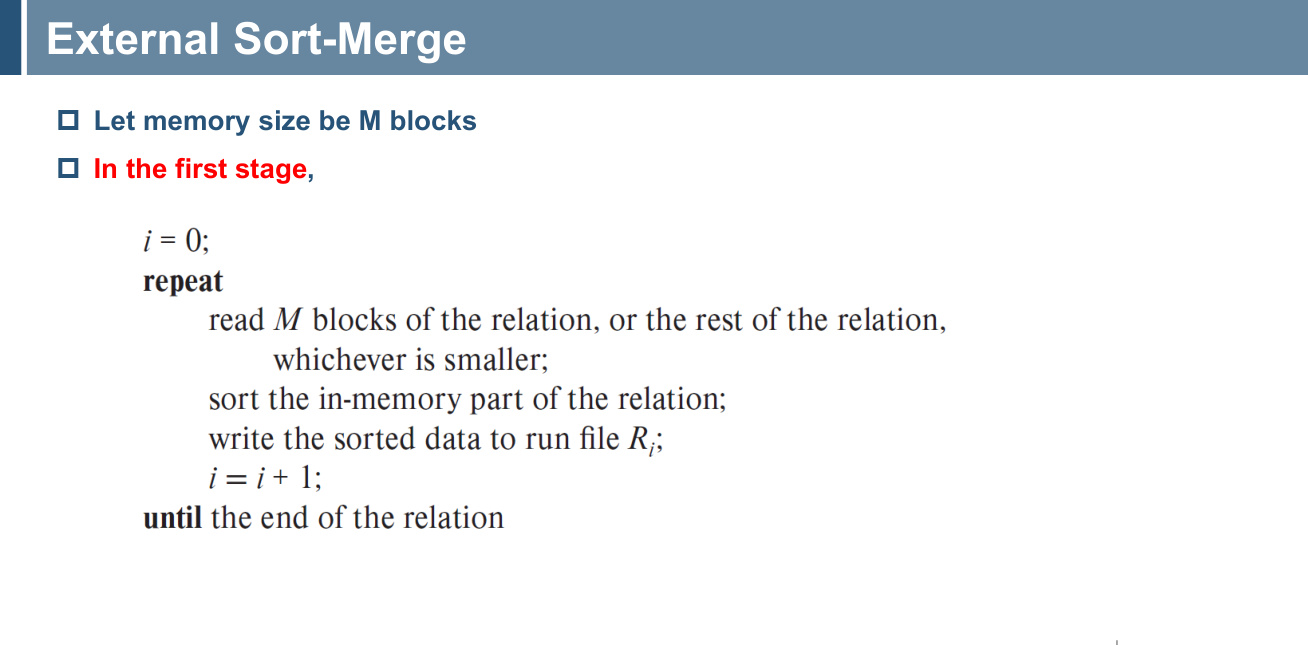 External Sort-Merge
Let memory size be M blocks
In the first stage,
i = 0;
repeat
read M blocks of the relation, or the rest of the relation,
whichever is smaller;
sort the in-memory part of the relation;
write the sorted data to run file Rᵢ;
i = i + 1;
until the end of the relation